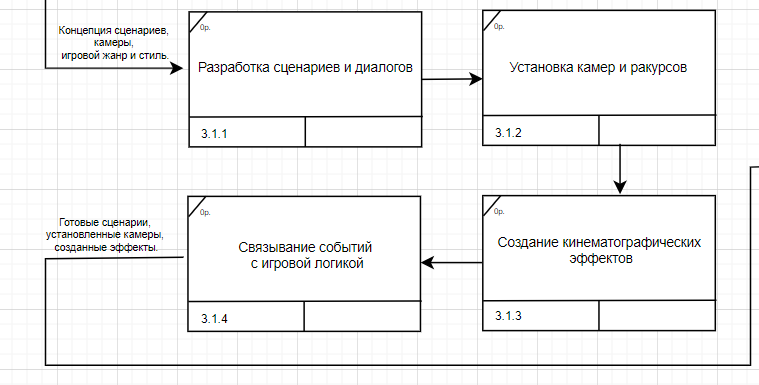 Концепция сценариев,
камеры,
игровой жанр и стиль.
0р.
Разработка сценариев и диалогов
3.1.1
0р.
Установка камер и ракурсов
3.1.2
Готовые сценарии,
установленные камеры,
созданные эффекты.
0р.
Связывание событий
с игровой логикой
3.1.4
0р.
Создание кинематографических
эффектов
3.1.3